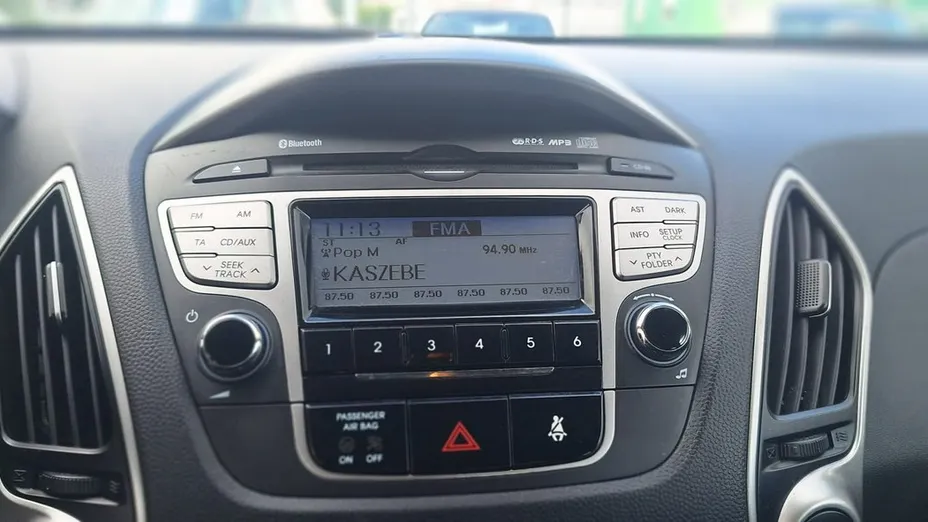 Bluetooth
R·D·S MP3
FM AM
TA CD/AUX
SEEK
TRACK
11:13 FMA
ST AF
Pop M 94.90 MHz
KASZEBE
87.50 87.50 87.50 87.50 87.50 87.50
AST DARK
INFO SETUP
CLOCK
PTY
FOLDER
1 2 3 4 5 6
PASSENGER
AIR BAG
ON OFF